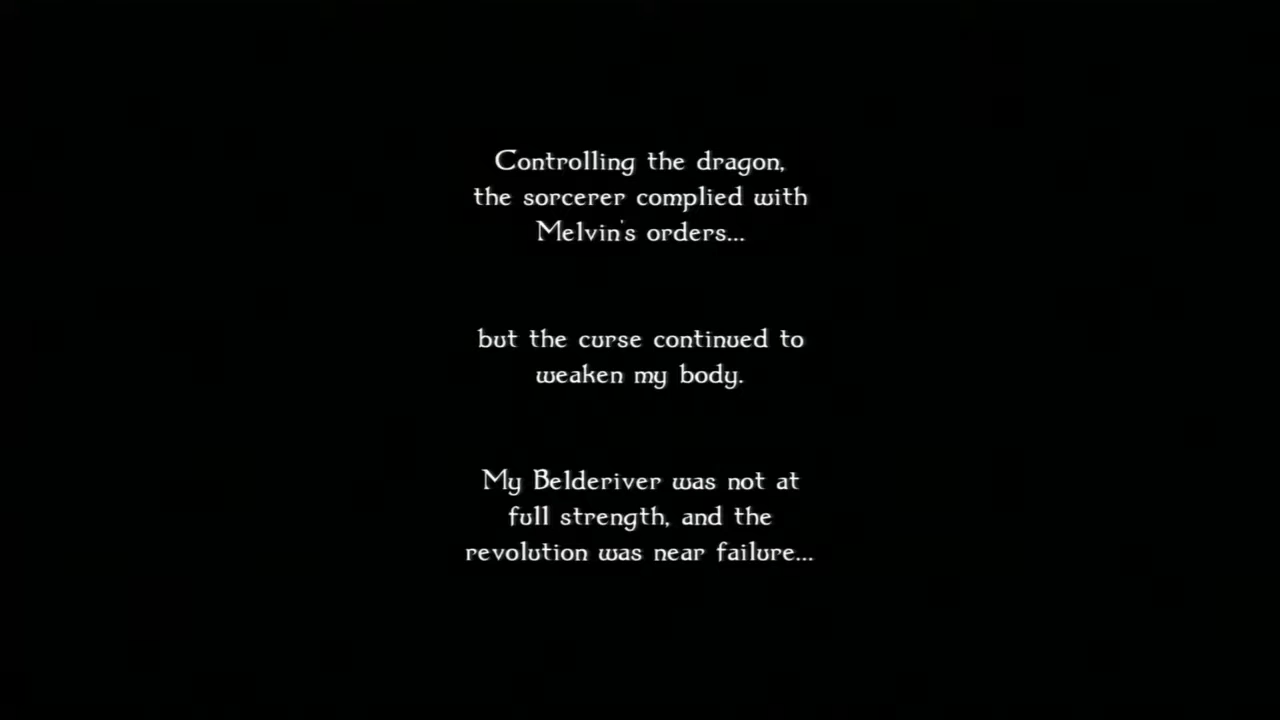 Controlling the dragon,
the sorcerer complied with
Melvin's orders...
but the curse continued to
weaken my body.
My Belderiver was not at
full strength, and the
revolution was near failure...